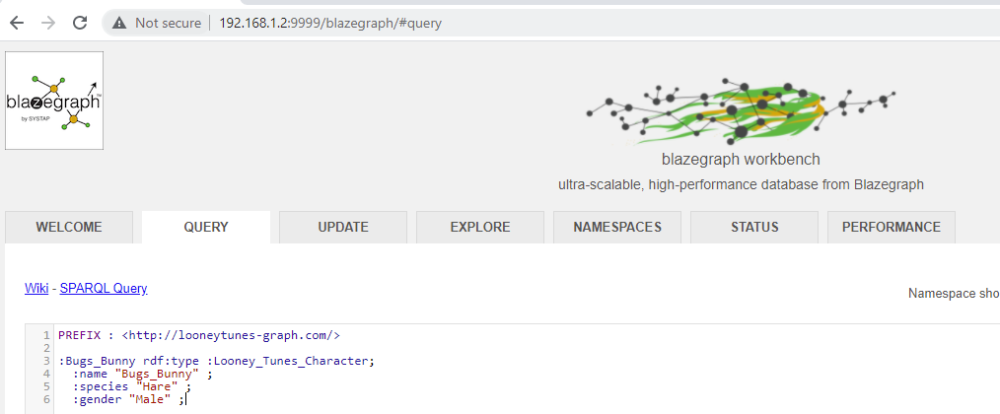 Not secure 192.168.1.2:9999/blazegraph/#query
blazegraph™
by SYSTAP
blazegraph workbench
ultra-scalable, high-performance database from Blazegraph
WELCOME QUERY UPDATE EXPLORE NAMESPACES STATUS PERFORMANCE
Wiki - SPARQL Query
Namespace sho
1 PREFIX : <http://looneytunes-graph.com/>
2
3 :Bugs_Bunny rdf:type :Looney_Tunes_Character;
4 :name "Bugs_Bunny" ;
5 :species "Hare" ;
6 :gender "Male" ;